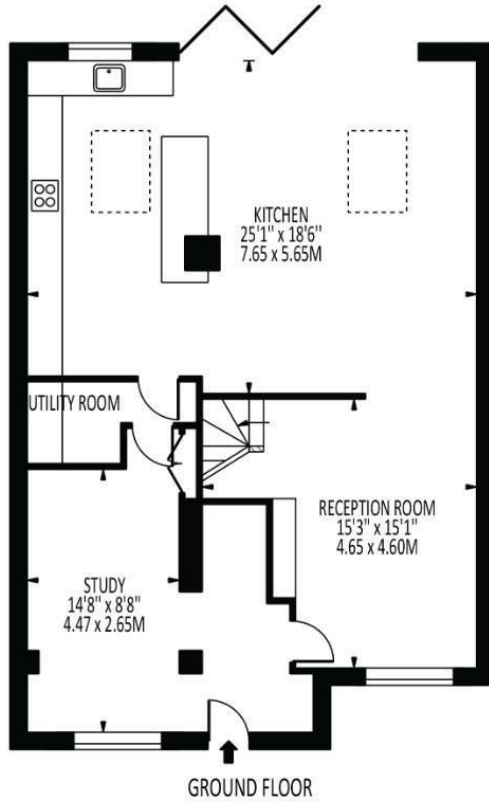 KITCHEN
25'1" x 18'6"
7.65 x 5.65M
UTILITY ROOM
RECEPTION ROOM
15'3" x 15'1"
4.65 x 4.60M
STUDY
14'8" x 8'8"
4.47 x 2.65M
GROUND FLOOR